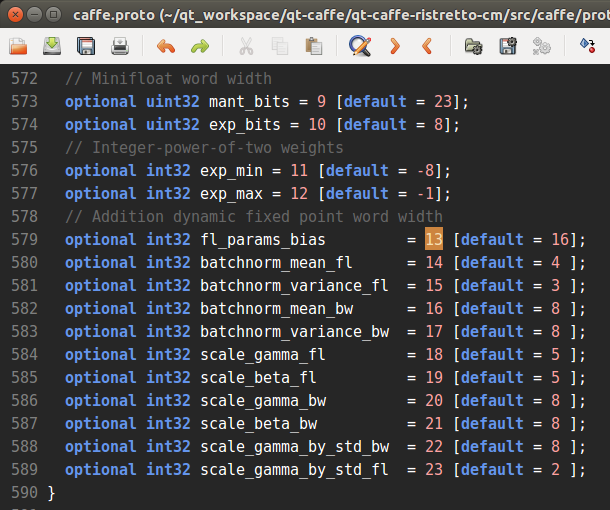 caffe.proto (~/qt_workspace/qt-caffe/qt-caffe-ristretto-cm/src/caffe/prot
572 // Minifloat word width
573 optional uint32 mant_bits = 9 [default = 23];
574 optional uint32 exp_bits = 10 [default = 8];
575 // Integer-power-of-two weights
576 optional int32 exp_min = 11 [default = -8];
577 optional int32 exp_max = 12 [default = -1];
578 // Addition dynamic fixed point word width
579 optional int32 fl_params_bias         = 13 [default = 16];
580 optional int32 batchnorm_mean_fl      = 14 [default = 4 ];
581 optional int32 batchnorm_variance_fl  = 15 [default = 3 ];
582 optional int32 batchnorm_mean_bw      = 16 [default = 8 ];
583 optional int32 batchnorm_variance_bw  = 17 [default = 8 ];
584 optional int32 scale_gamma_fl         = 18 [default = 5 ];
585 optional int32 scale_beta_fl          = 19 [default = 5 ];
586 optional int32 scale_gamma_bw         = 20 [default = 8 ];
587 optional int32 scale_beta_bw          = 21 [default = 8 ];
588 optional int32 scale_gamma_by_std_bw  = 22 [default = 8 ];
589 optional int32 scale_gamma_by_std_fl  = 23 [default = 2 ];
590 }